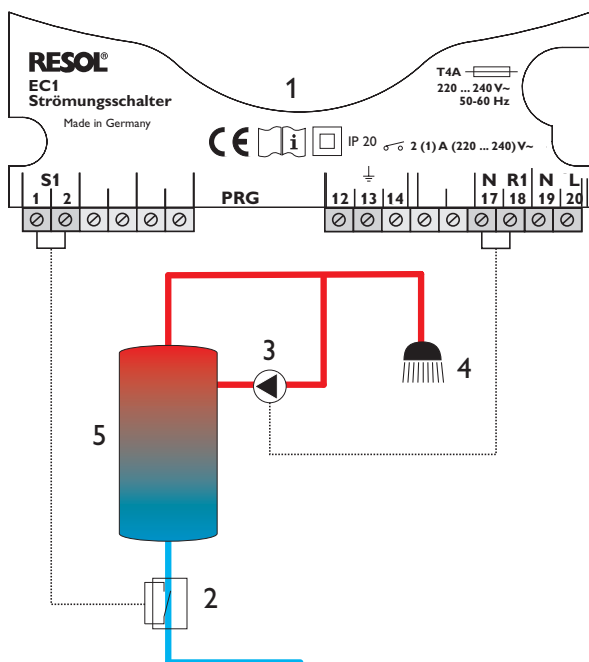 RESOL®
EC1
Strömungsschalter
Made in Germany
1
T4A
220 ... 240 V~
50-60 Hz
CE i IP 20 2 (1) A (220 ... 240) V~
S1 N R1 N L
1 2 PRG 12 13 14 17 18 19 20
3
4
5
2